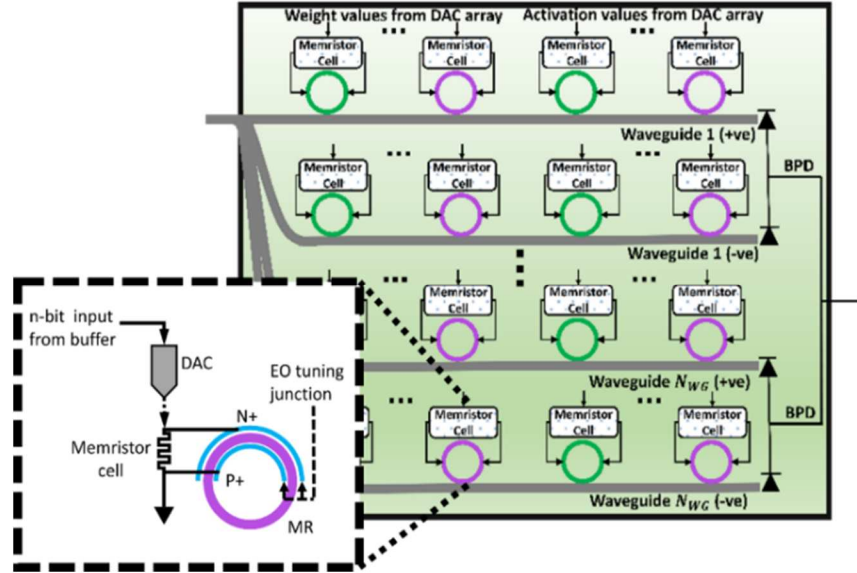 Weight values from DAC array
Activation values from DAC array
Memristor
Cell
Memristor
Cell
Memristor
Cell
Memristor
Cell
Waveguide 1 (+ve)
Memristor
Cell
Memristor
Cell
Memristor
Cell
Memristor
Cell
BPD
Waveguide 1 (-ve)
Memristor
Cell
Memristor
Cell
Memristor
Cell
Waveguide N_WG (+ve)
Memristor
Cell
Memristor
Cell
Memristor
Cell
BPD
Waveguide N_WG (-ve)
n-bit input
from buffer
DAC
EO tuning
junction
N+
Memristor
cell
P+
MR